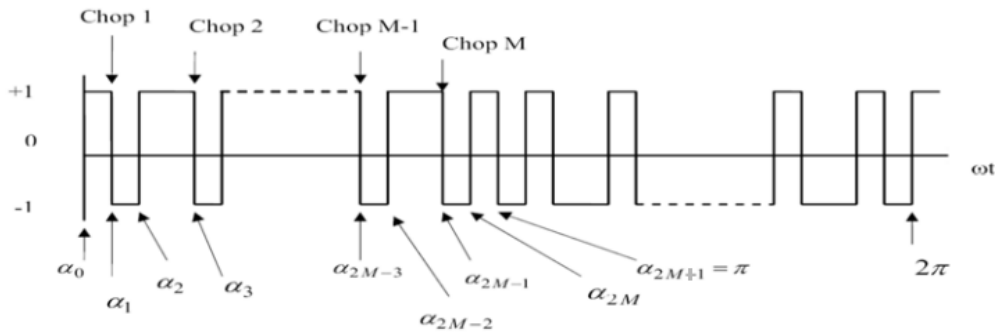 Chop 1
Chop 2
Chop M-1
Chop M
+1
0
-1
ωt
α₀
α₁
α₂
α₃
α₂M−3
α₂M−2
α₂M−1
α₂M
α₂M+1 = π
2π